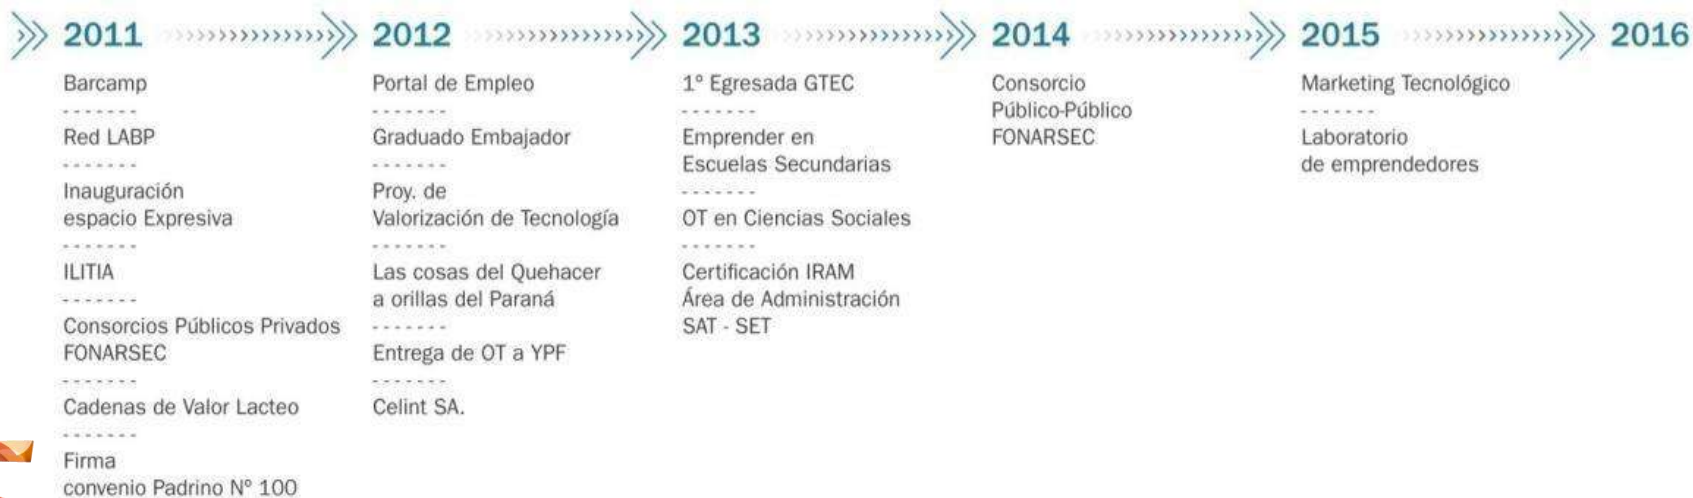 2011
Barcamp
Red LABP
Inauguración
espacio Expresiva
ILITIA
Consorcios Públicos Privados
FONARSEC
Cadenas de Valor Lacteo
Firma
convenio Padrino Nº 100
2012
Portal de Empleo
Graduado Embajador
Proy. de
Valorización de Tecnología
Las cosas del Quehacer
a orillas del Paraná
Entrega de OT a YPF
Celint SA.
2013
1º Egresada GTEC
Emprender en
Escuelas Secundarias
OT en Ciencias Sociales
Certificación IRAM
Área de Administración
SAT - SET
2014
Consorcio
Público-Público
FONARSEC
2015
Marketing Tecnológico
Laboratorio
de emprendedores
2016